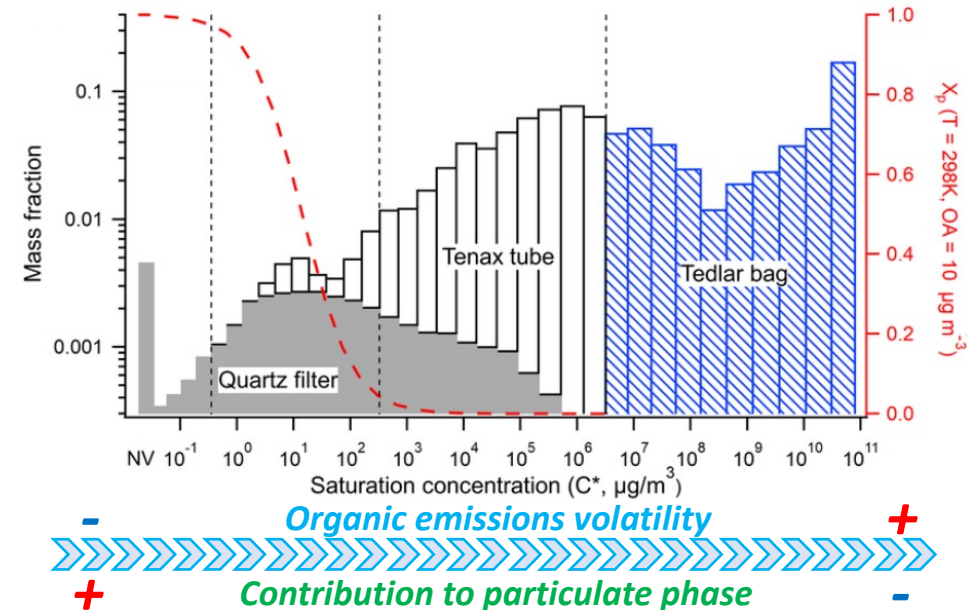 Mass fraction
0.1
0.01
0.001
1.0
0.8
0.6
0.4
0.2
0.0
Xₚ (T = 298K, OA = 10 µg m⁻³)
Tenax tube
Tedlar bag
Quartz filter
NV 10⁻¹ 10⁰ 10¹ 10² 10³ 10⁴ 10⁵ 10⁶ 10⁷ 10⁸ 10⁹ 10¹⁰ 10¹¹
Saturation concentration (C*, µg/m³)
- Organic emissions volatility +
+ Contribution to particulate phase -